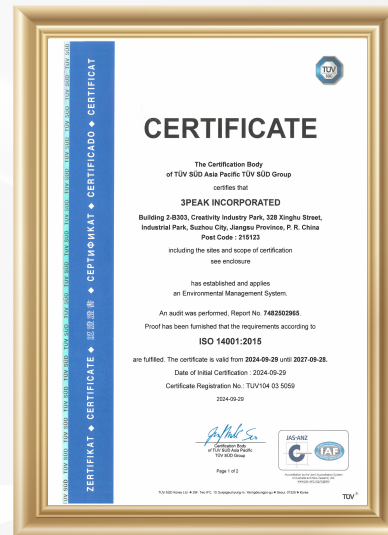 TÜV
SÜD
ZERTIFIKAT ◆ CERTIFICATE ◆ 認證證書 ◆ СЕРТИФИКАТ ◆ CERTIFICADO ◆ CERTIFICAT
CERTIFICATE
The Certification Body
of TÜV SÜD Asia Pacific TÜV SÜD Group
certifies that
3PEAK INCORPORATED
Building 2-B303, Creativity Industry Park, 328 Xinghu Street,
Industrial Park, Suzhou City, Jiangsu Province, P. R. China
Post Code : 215123
including the sites and scope of certification
see enclosure
has established and applies
an Environmental Management System.
An audit was performed, Report No. 7482502965.
Proof has been furnished that the requirements according to
ISO 14001:2015
are fulfilled. The certificate is valid from 2024-09-29 until 2027-09-28.
Date of Initial Certification : 2024-09-29
Certificate Registration No.: TUV104 03 5059
2024-09-29
Certification Body
of TÜV SÜD Asia Pacific
TÜV SÜD Group
Page 1 of 2
JAS-ANZ
C
IAF
TÜV®